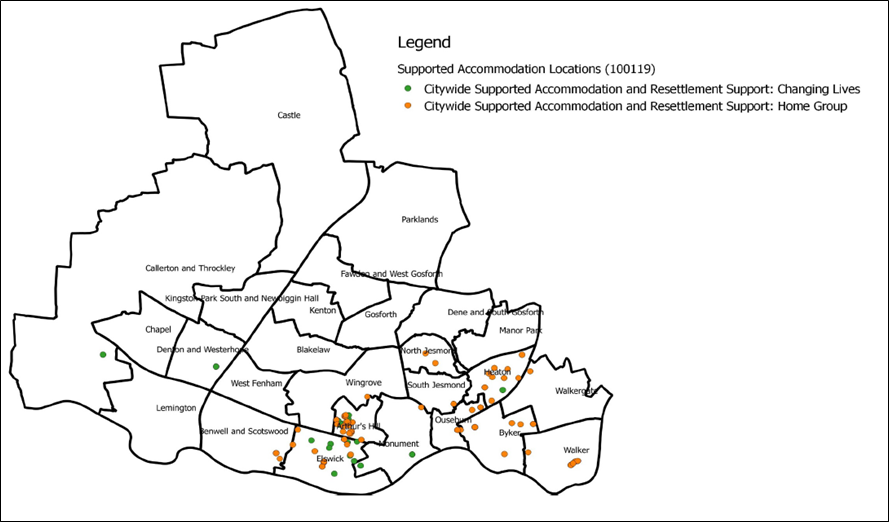 Legend
Supported Accommodation Locations (100119)
Citywide Supported Accommodation and Resettlement Support: Changing Lives
Citywide Supported Accommodation and Resettlement Support: Home Group
Castle
Parklands
Callerton and Throckley
Fawdon and West Gosforth
Kingston Park South and Newbiggin Hall
Kenton
Gosforth
Dene and South Gosforth
Manor Park
Chapel
Denton and Westerhope
Blakelaw
North Jesmond
Heaton
West Fenham
Wingrove
South Jesmond
Walkergate
Lemington
Arthur's Hill
Ouseburn
Benwell and Scotswood
Monument
Byker
Elswick
Walker